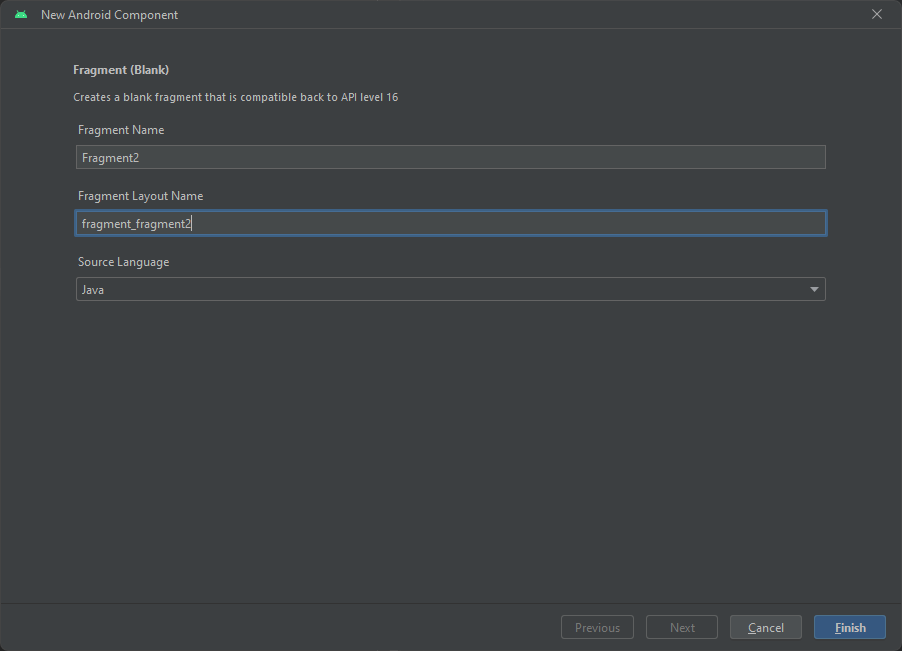 New Android Component
Fragment (Blank)
Creates a blank fragment that is compatible back to API level 16
Fragment Name
Fragment2
Fragment Layout Name
fragment_fragment2
Source Language
Java
Previous Next Cancel Finish